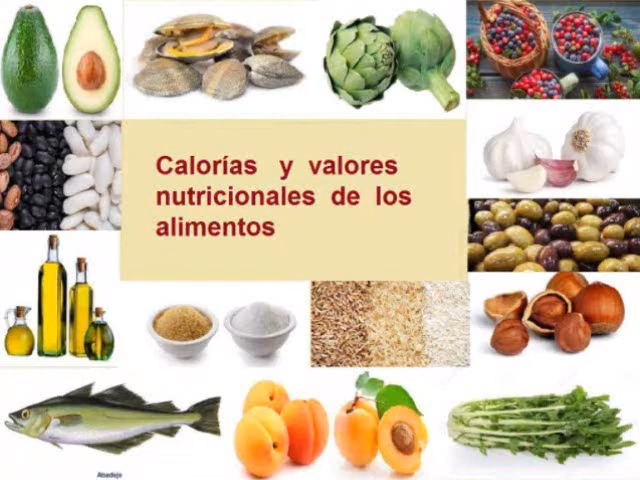 Calorías y valores
nutricionales de los
alimentos
Abadejo